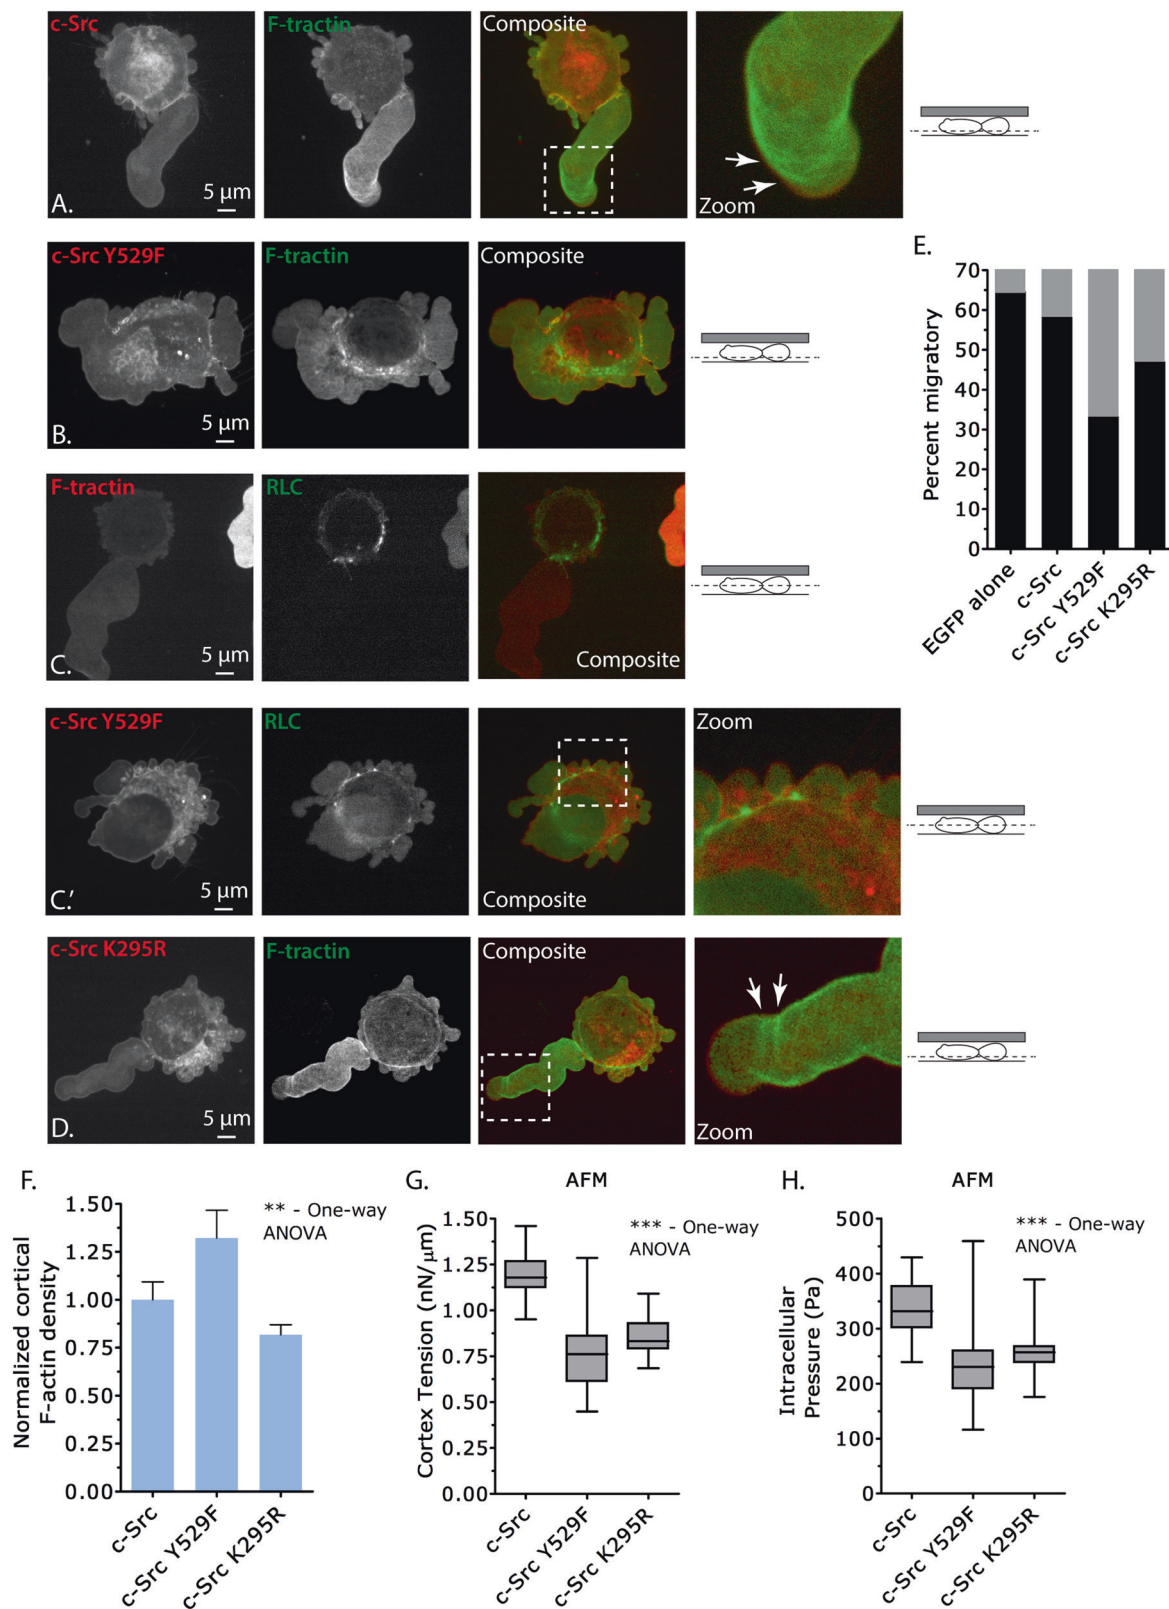 c-Src
F-tractin
Composite
5 µm
A.
Zoom
c-Src Y529F
F-tractin
Composite
5 µm
B.
E.
Percent migratory
70
60
50
40
30
20
10
0
EGFP alone
c-Src
c-Src Y529F
c-Src K295R
F-tractin
RLC
5 µm
C.
Composite
c-Src Y529F
RLC
Zoom
5 µm
C.'
Composite
c-Src K295R
F-tractin
Composite
5 µm
D.
Zoom
F.
** - One-way
ANOVA
Normalized cortical
F-actin density
1.50
1.25
1.00
0.75
0.50
0.25
0.00
c-Src
c-Src Y529F
c-Src K295R
G.
AFM
*** - One-way
ANOVA
Cortex Tension (nN/µm)
1.50
1.25
1.00
0.75
0.50
0.25
0.00
c-Src
c-Src Y529F
c-Src K295R
H.
AFM
*** - One-way
ANOVA
Intracellular
Pressure (Pa)
500
400
300
200
100
0
c-Src
c-Src Y529F
c-Src K295R